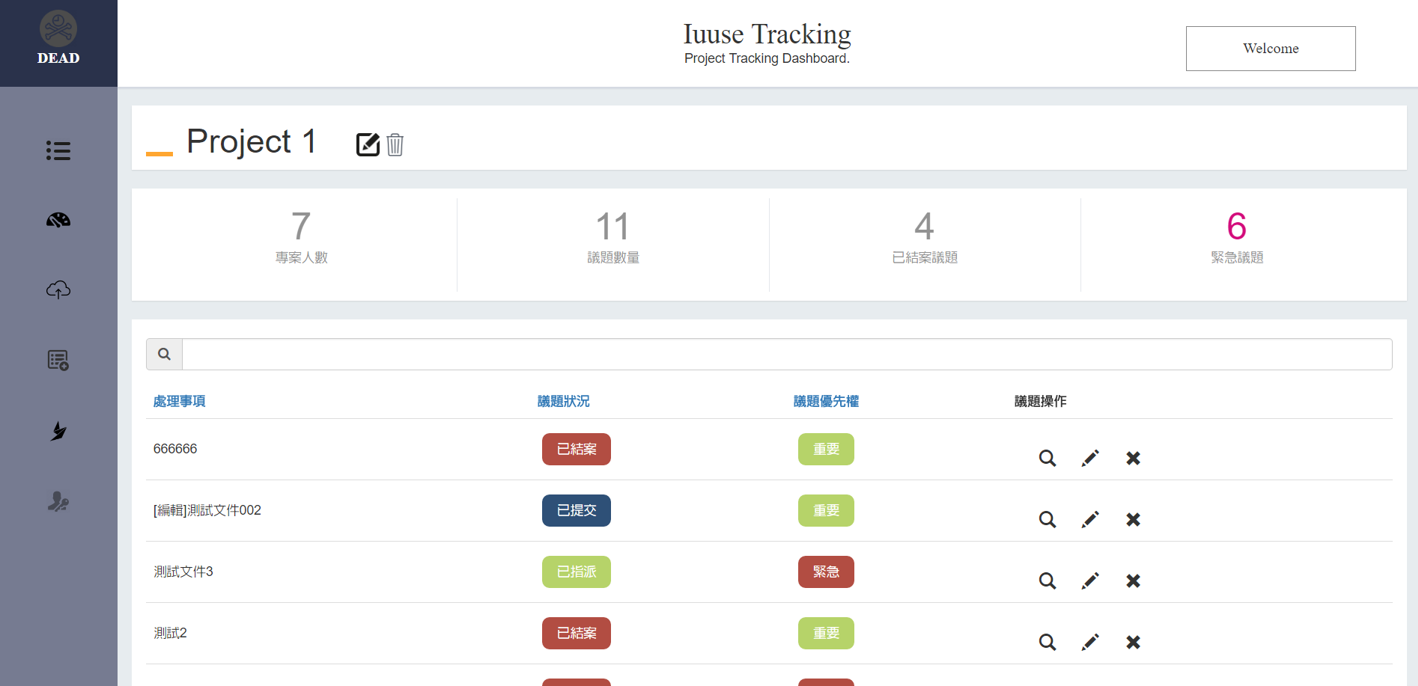 DEAD
Iuuse Tracking
Project Tracking Dashboard.
Welcome
Project 1
7
專案人數
11
議題數量
4
已結案議題
6
緊急議題
處理事項 議題狀況 議題優先權 議題操作
666666 已結案 重要
[編輯]測試文件002 已提交 重要
測試文件3 已指派 緊急
測試2 已結案 重要